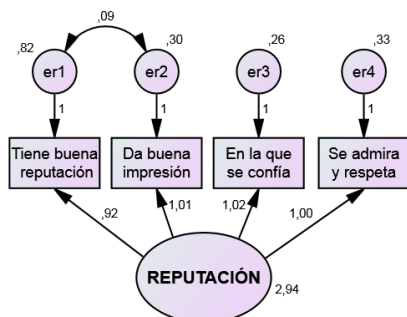 ,09
,82
,30
,26
,33
er1
er2
er3
er4
1
1
1
1
Tiene buena
reputación
Da buena
impresión
En la que
se confía
Se admira
y respeta
,92
1,01
1,02
1,00
REPUTACIÓN
2,94